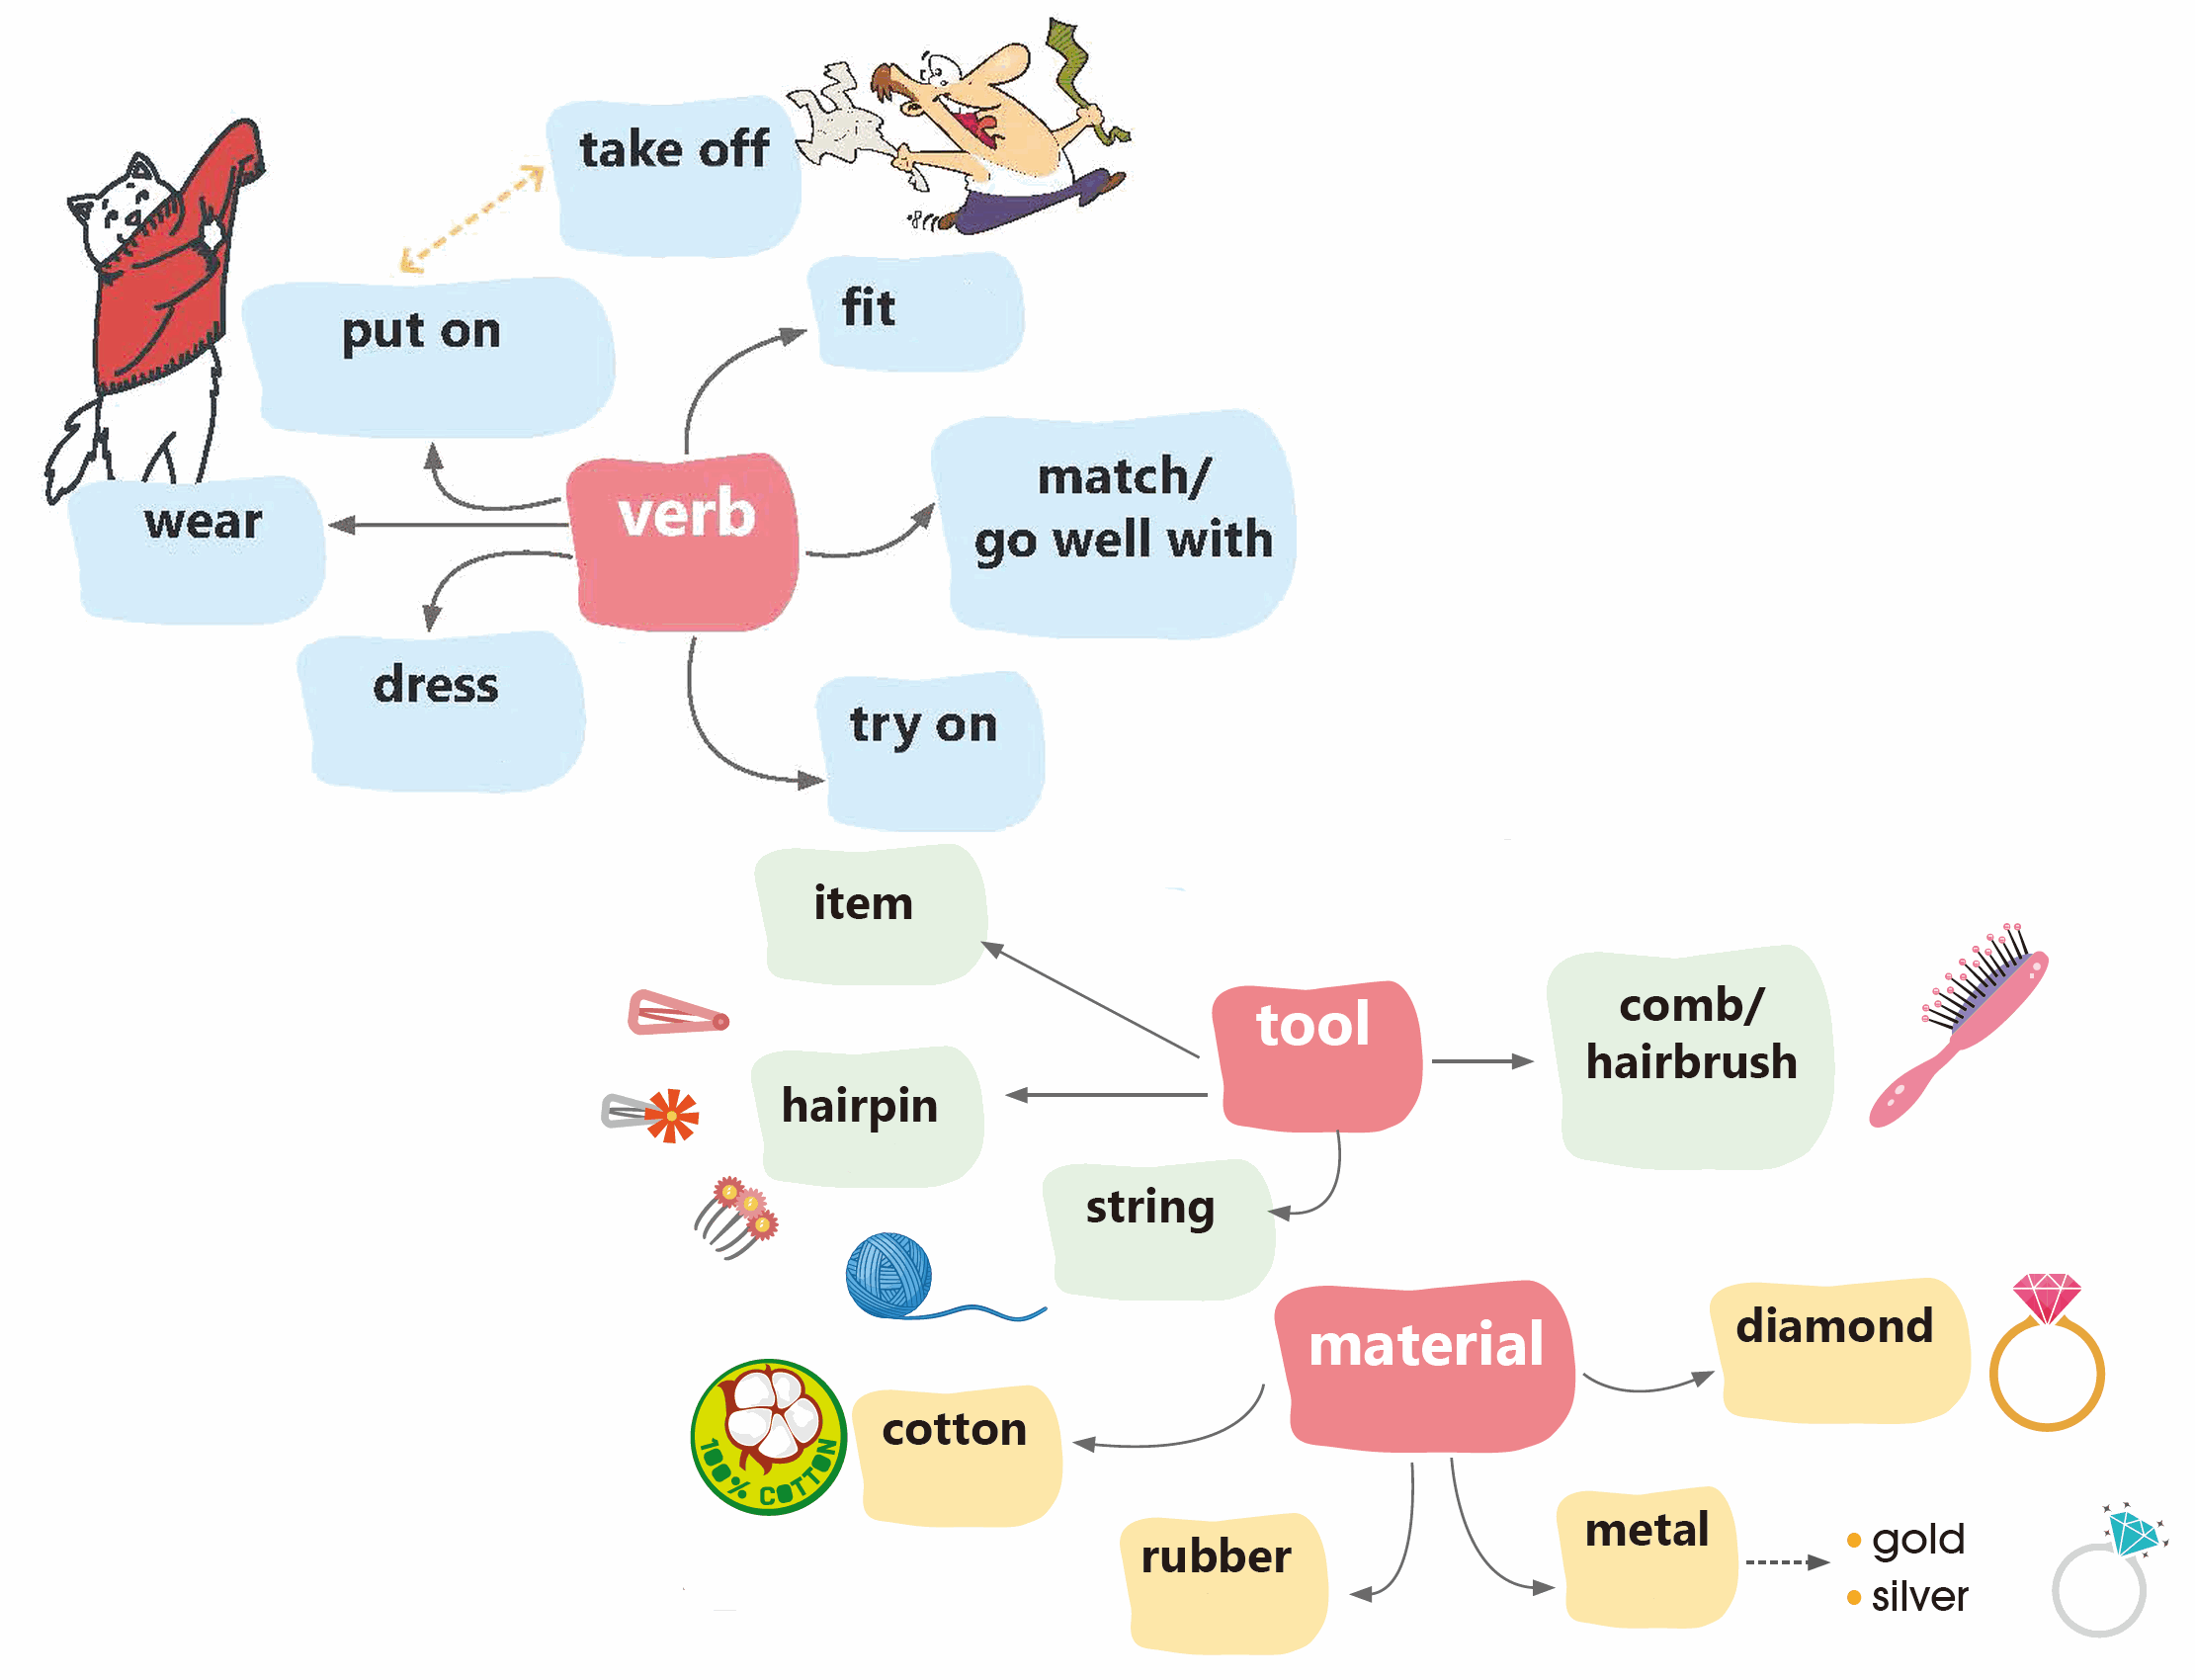 take off
put on
fit
verb
match/
go well with
wear
dress
try on
item
tool
comb/
hairbrush
hairpin
string
material
diamond
cotton
100% COTTON
rubber
metal
• gold
• silver